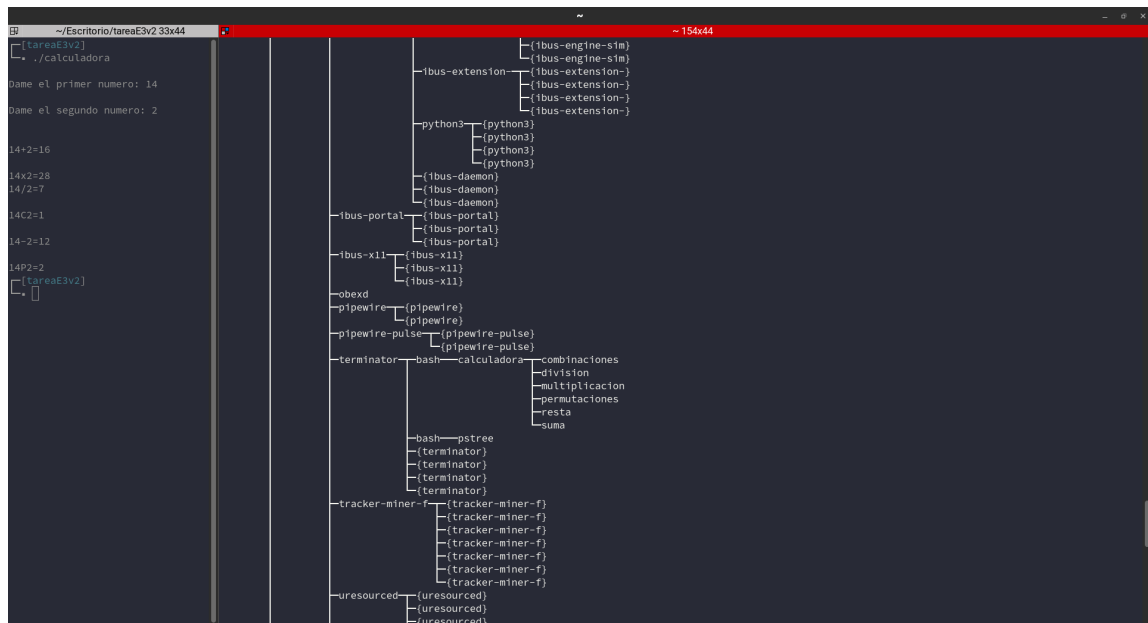 ~
~/Escritorio/tareaE3v2 33x44
[tareaE3v2]
./calculadora
Dame el primer numero: 14
Dame el segundo numero: 2
14+2=16
14x2=28
14/2=7
14C2=1
14-2=12
14P2=2
[tareaE3v2]
~ 154x44
{ibus-engine-sim}
{ibus-engine-sim}
ibus-extension-───{ibus-extension-}
{ibus-extension-}
{ibus-extension-}
{ibus-extension-}
python3───{python3}
{python3}
{python3}
{python3}
{ibus-daemon}
{ibus-daemon}
{ibus-daemon}
ibus-portal───{ibus-portal}
{ibus-portal}
{ibus-portal}
ibus-x11───{ibus-x11}
{ibus-x11}
{ibus-x11}
obexd
pipewire───{pipewire}
{pipewire}
pipewire-pulse───{pipewire-pulse}
{pipewire-pulse}
terminator───bash───calculadora───combinaciones
division
multiplicacion
permutaciones
resta
suma
bash───pstree
{terminator}
{terminator}
{terminator}
{terminator}
tracker-miner-f───{tracker-miner-f}
{tracker-miner-f}
{tracker-miner-f}
{tracker-miner-f}
{tracker-miner-f}
{tracker-miner-f}
{tracker-miner-f}
uresourced───{uresourced}
{uresourced}
{uresourced}